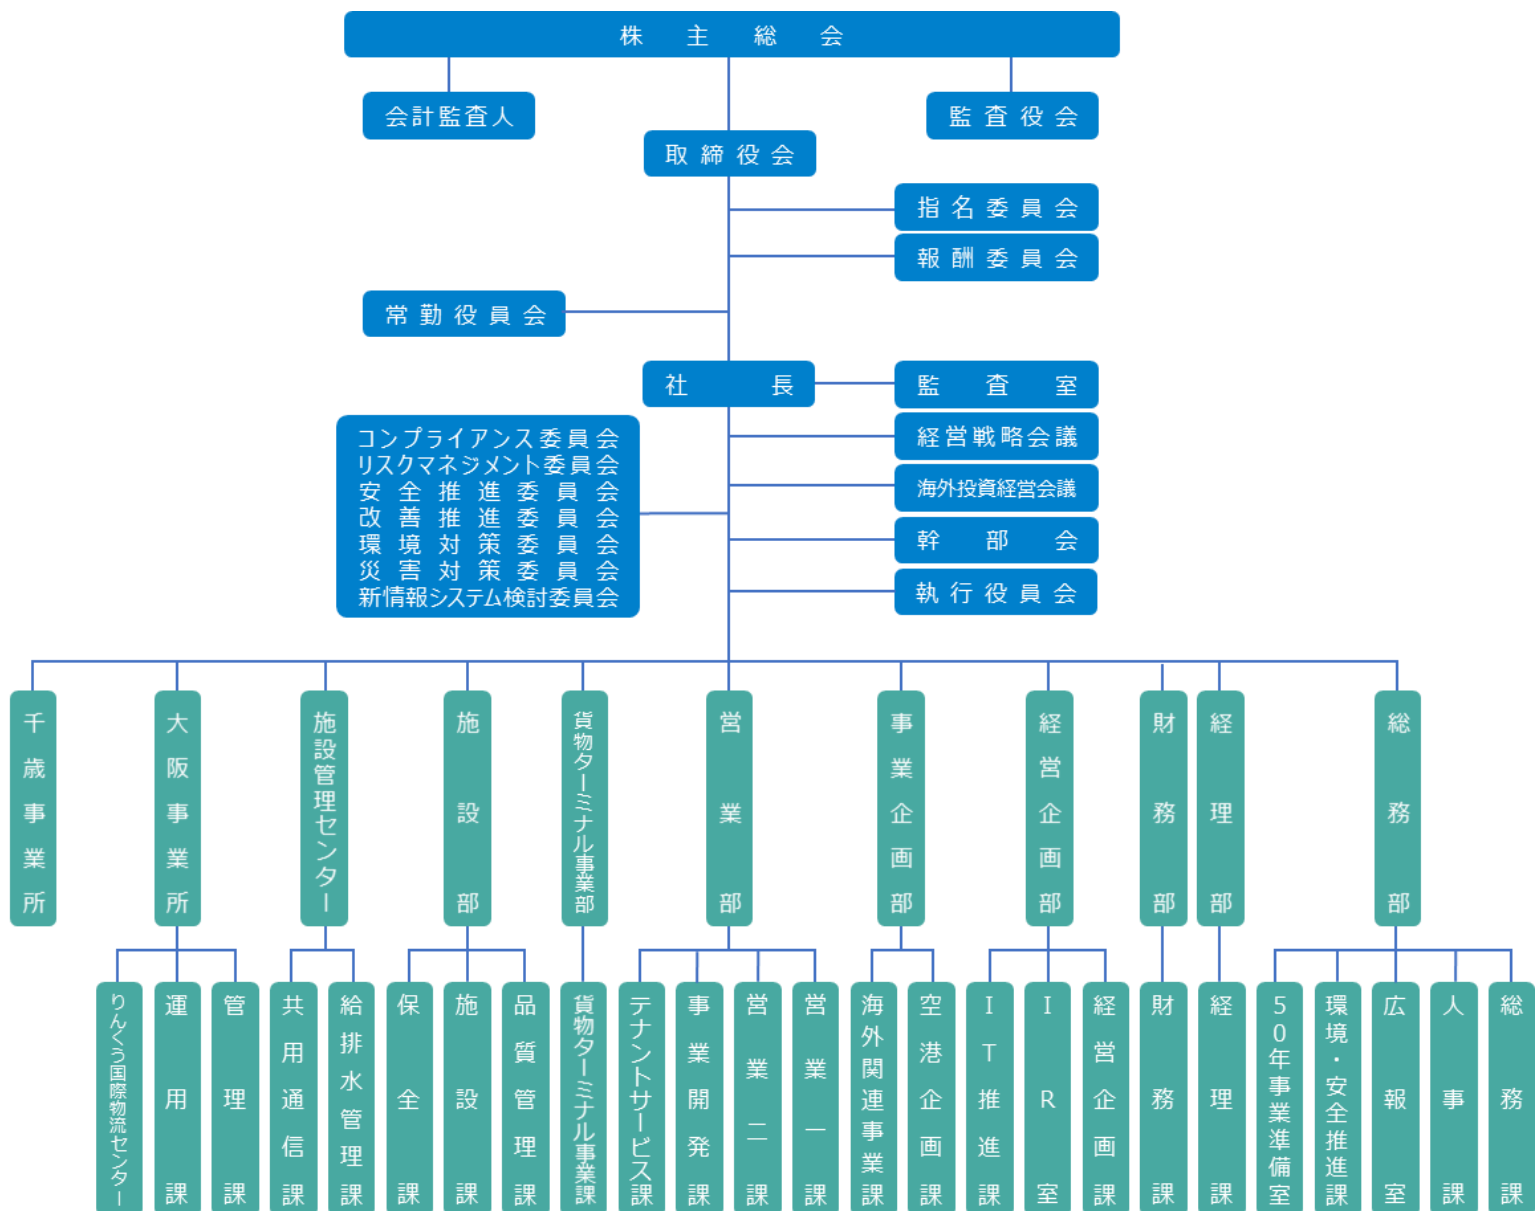 株主総会
会計監査人
監査役会
取締役会
指名委員会
報酬委員会
常勤役員会
社長
監査室
コンプライアンス委員会
リスクマネジメント委員会
安全推進委員会
改善推進委員会
環境対策委員会
災害対策委員会
新情報システム検討委員会
経営戦略会議
海外投資経営会議
幹部会
執行役員会
千歳事業所
大阪事業所
施設管理センター
施設部
貨物ターミナル事業部
営業部
事業企画部
経営企画部
財務部
経理部
総務部
りんくう国際物流センター
運用課
管理課
共用通信課
給排水管理課
保全課
施設課
品質管理課
貨物ターミナル事業課
テナントサービス課
事業開発課
営業二課
営業一課
海外関連事業課
空港企画課
IT推進課
IR室
経営企画課
財務課
経理課
50年事業準備室
環境・安全推進課
広報室
人事課
総務課